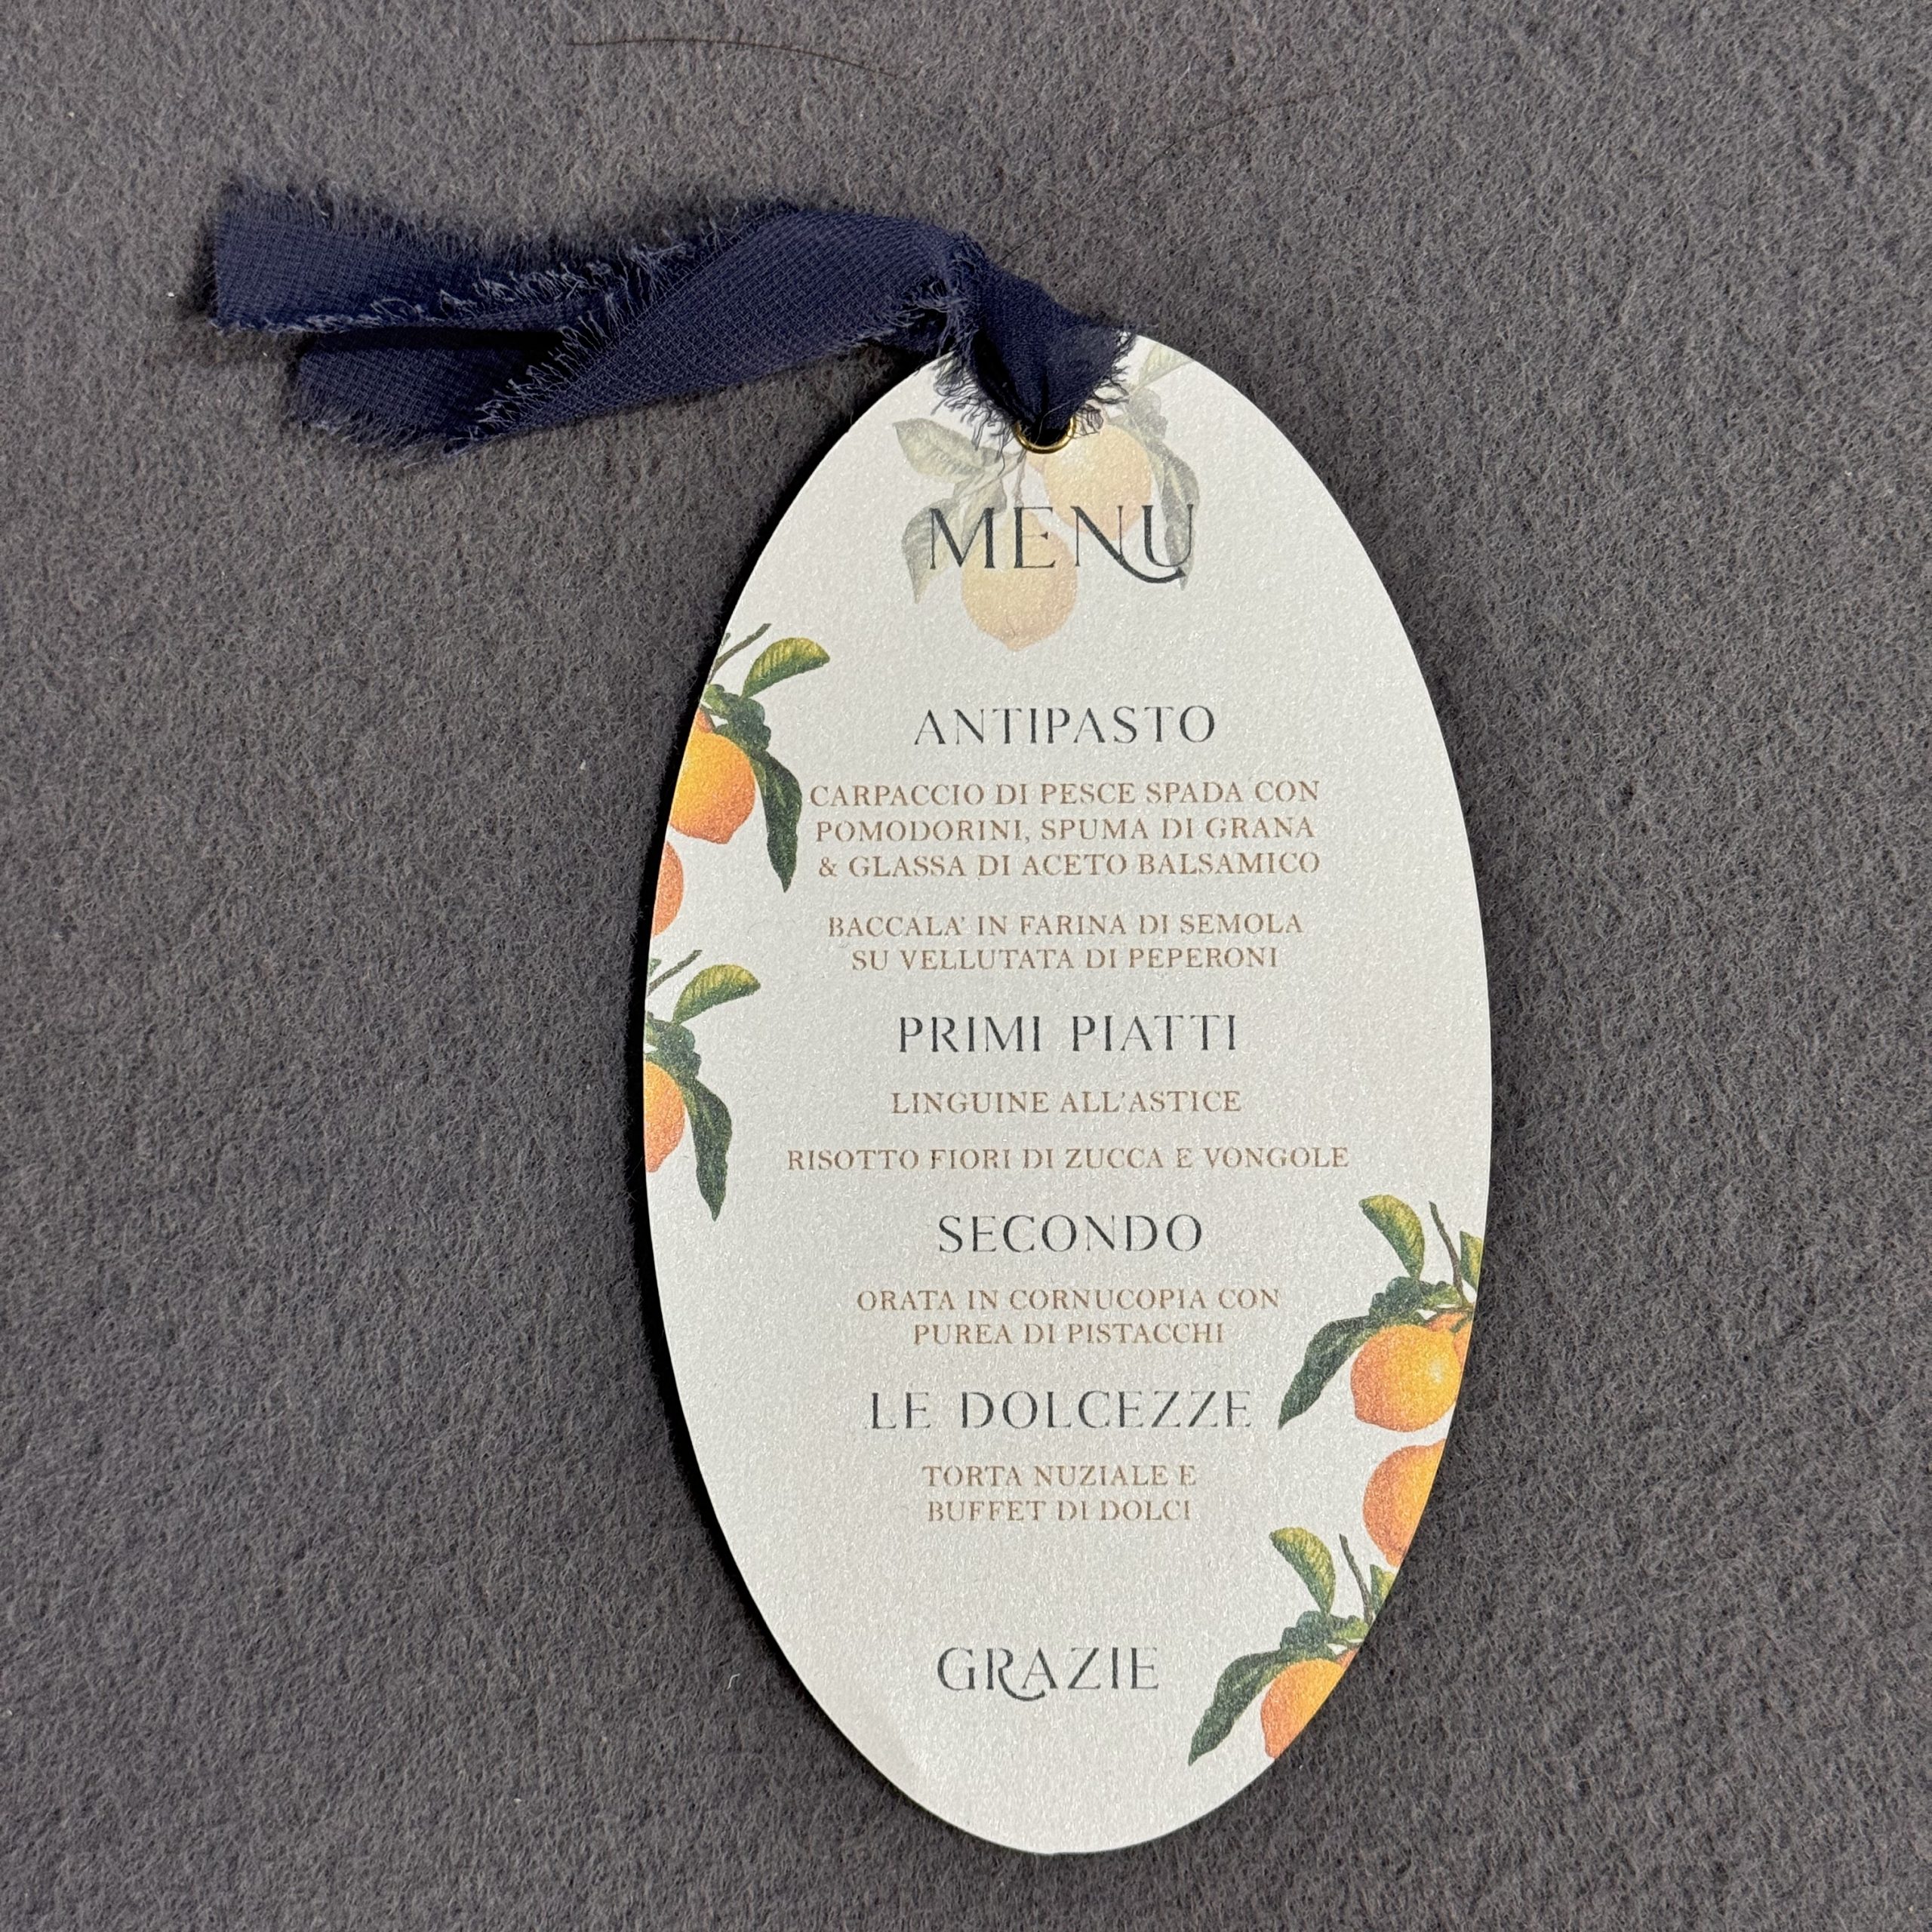 MENU
ANTIPASTO
CARPACCIO DI PESCE SPADA CON
POMODORINI, SPUMA DI GRANA
& GLASSA DI ACETO BALSAMICO
BACCALA' IN FARINA DI SEMOLA
SU VELLUTATA DI PEPERONI
PRIMI PIATTI
LINGUINE ALL'ASTICE
RISOTTO FIORI DI ZUCCA E VONGOLE
SECONDO
ORATA IN CORNUCOPIA CON
PUREA DI PISTACCHI
LE DOLCEZZE
TORTA NUZIALE E
BUFFET DI DOLCI
GRAZIE